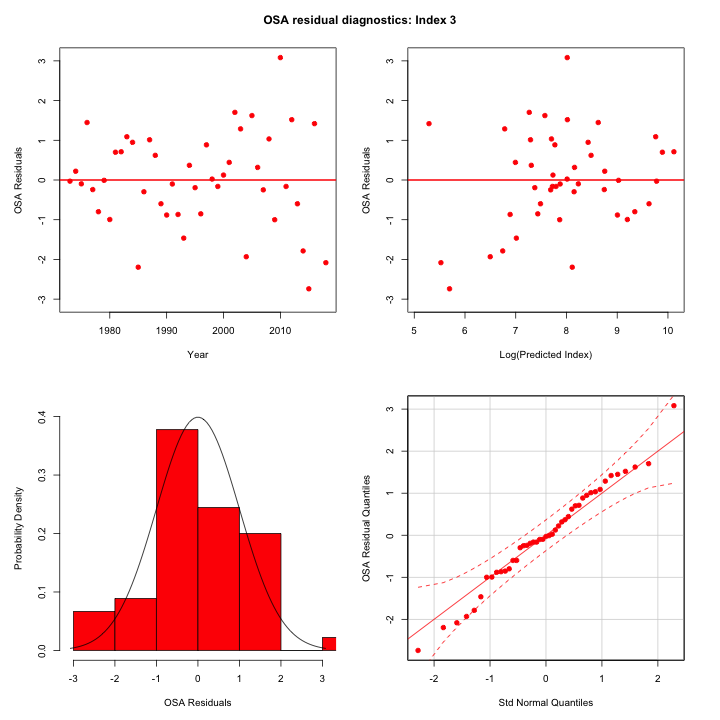 OSA residual diagnostics: Index 3
OSA Residuals
3
2
1
0
-1
-2
-3
1980 1990 2000 2010
Year
OSA Residuals
3
2
1
0
-1
-2
-3
5 6 7 8 9 10
Log(Predicted Index)
Probability Density
0.4
0.3
0.2
0.1
0.0
-3 -2 -1 0 1 2 3
OSA Residuals
OSA Residual Quantiles
3
2
1
0
-1
-2
-2 -1 0 1 2
Std Normal Quantiles